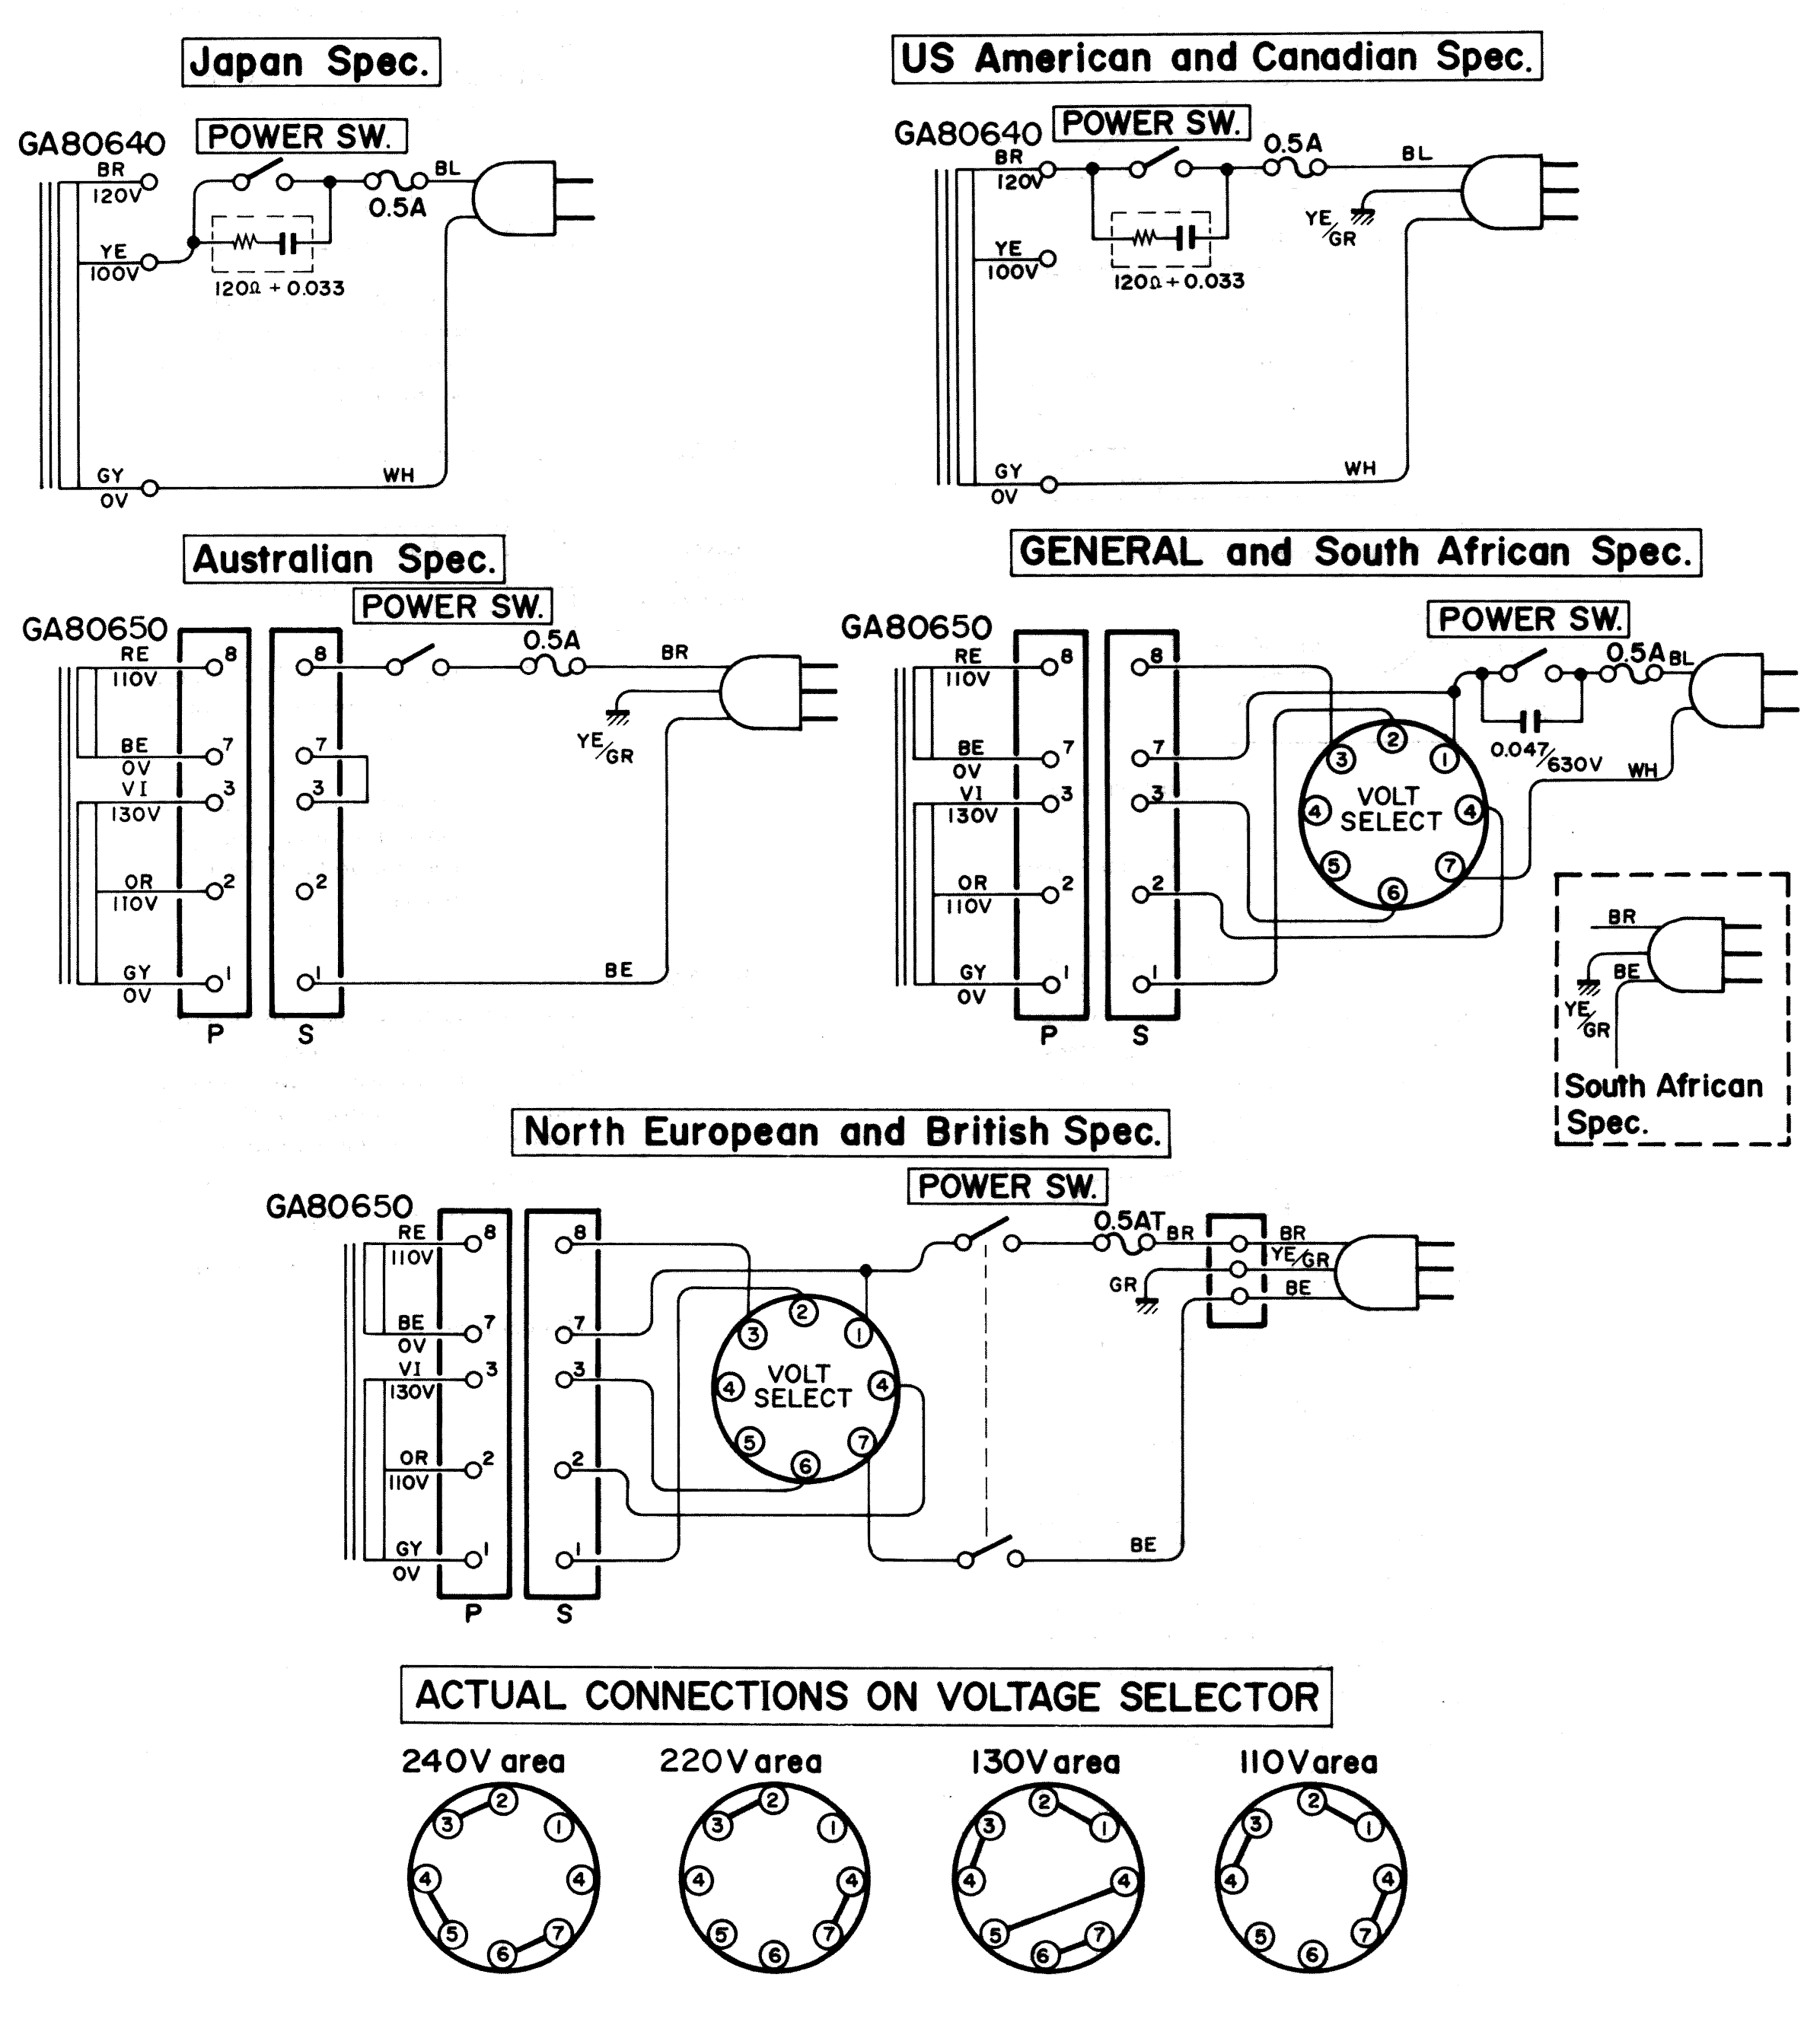 Japan Spec.
GA80640
POWER SW.
BR
120V
0.5A
BL
YE
100V
120Ω + 0.033
GY
0V
WH
US American and Canadian Spec.
GA80640
POWER SW.
BR
120V
0.5A
BL
YE/GR
YE
100V
120Ω + 0.033
GY
0V
WH
Australian Spec.
GA80650
POWER SW.
RE
110V
8
8
0.5A
BR
YE/GR
BE
0V
7
7
VI
130V
3
3
OR
110V
2
2
GY
0V
1
1
BE
P
S
GENERAL and South African Spec.
GA80650
POWER SW.
RE
110V
8
8
0.5A
BL
0.047/630V
WH
BE
0V
7
7
VI
130V
3
3
OR
110V
2
2
GY
0V
1
1
P
S
2
3
1
4
VOLT
SELECT
4
5
7
6
BR
BE
YE/GR
South African
Spec.
North European and British Spec.
GA80650
POWER SW.
RE
110V
8
8
0.5AT
BR
BR
YE/GR
GR
BE
BE
0V
7
7
VI
130V
3
3
OR
110V
2
2
GY
0V
1
1
BE
P
S
2
3
1
4
VOLT
SELECT
4
5
7
6
ACTUAL CONNECTIONS ON VOLTAGE SELECTOR
240V area
2
3
1
4
4
5
7
6
220V area
2
3
1
4
4
5
7
6
130V area
2
3
1
4
4
5
7
6
110V area
2
3
1
4
4
5
7
6